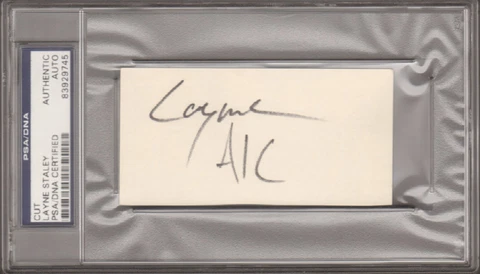 PSA/DNA
CUT
LAYNE STALEY
PSA/DNA CERTIFIED
AUTHENTIC
AUTO
83929745
Layne
AIC